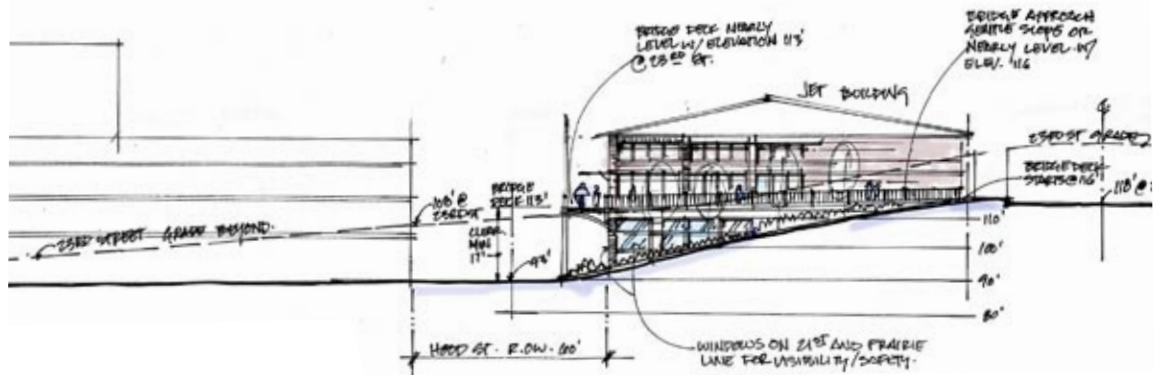 BRIDGE DECK NEARLY
LEVEL W/ ELEVATION 113'
@ 23RD ST.
BRIDGE APPROACH
GENTLE SLOPE OR
NEARLY LEVEL W/
ELEV. 116
JET BUILDING
23RD ST GRADE
BRIDGE DECK
STARTS @ 116'
118' @
108' @
23RD ST
BRIDGE
DECK 113'
CLEAR
MIN
17'
93'
23RD STREET GRADE BEYOND.
110'
100'
90'
80'
HOOD ST. R.O.W. 60'
WINDOWS ON 21ST AND PRAIRIE
LINE FOR VISIBILITY/SAFETY.